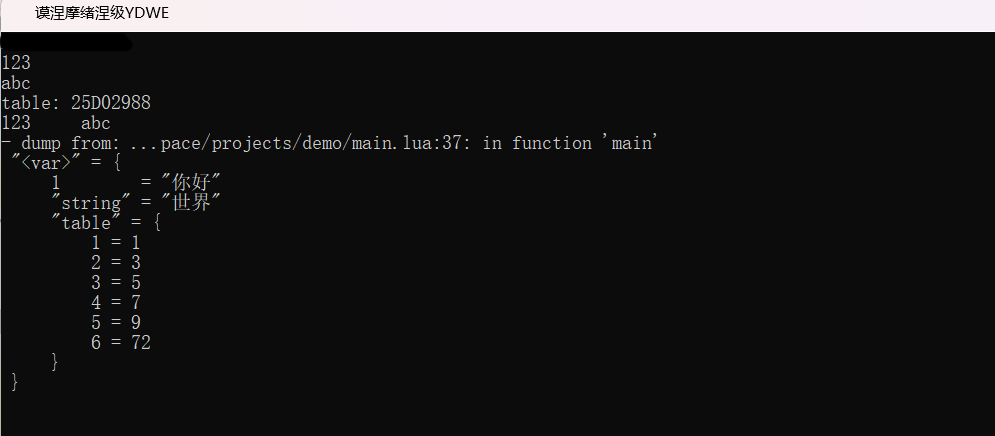 谟涅摩绪涅级YDWE
123
abc
table: 25D02988
123     abc
- dump from: ...pace/projects/demo/main.lua:37: in function 'main'
 "<var>" = {
     1        = "你好"
     "string" = "世界"
     "table" = {
         1 = 1
         2 = 3
         3 = 5
         4 = 7
         5 = 9
         6 = 72
     }
 }